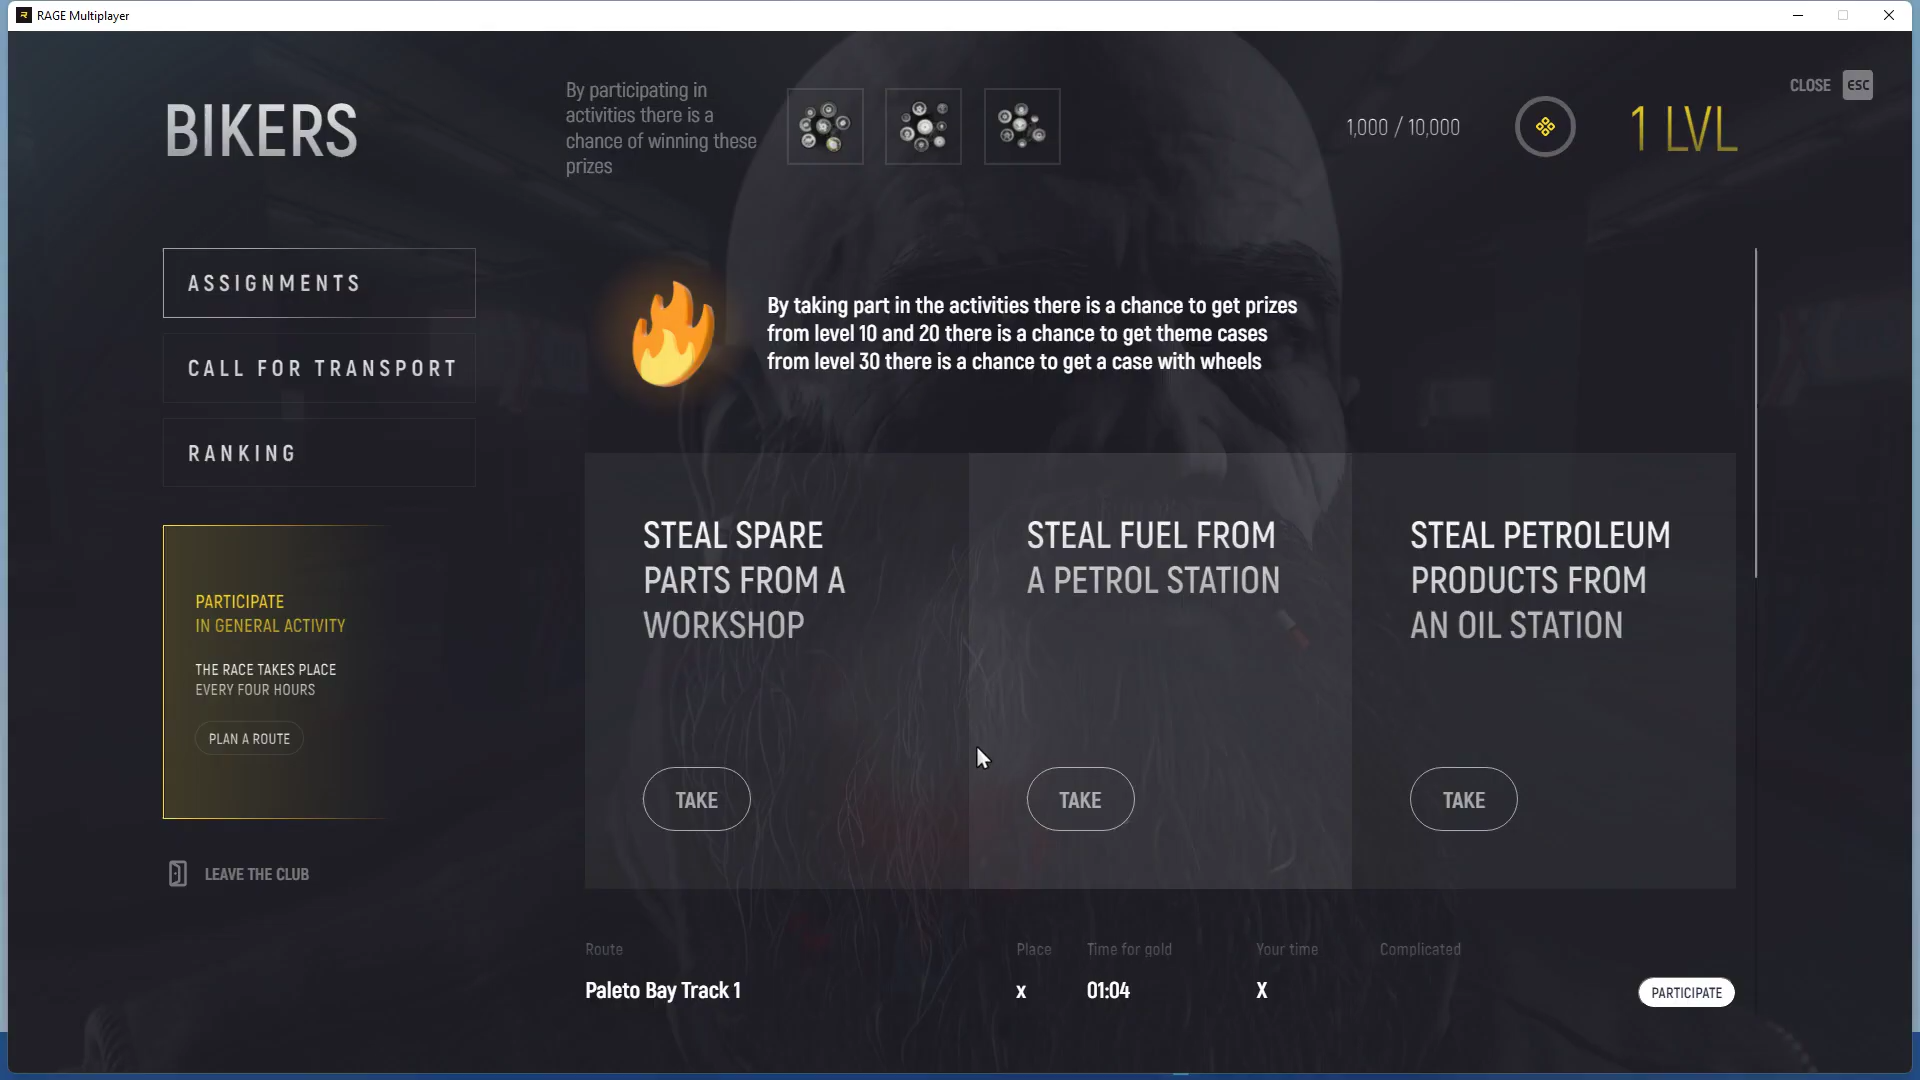 RAGE Multiplayer
BIKERS
By participating in
activities there is a
chance of winning these
prizes
1,000 / 10,000
1 LVL
CLOSE ESC
ASSIGNMENTS
CALL FOR TRANSPORT
RANKING
By taking part in the activities there is a chance to get prizes
from level 10 and 20 there is a chance to get theme cases
from level 30 there is a chance to get a case with wheels
PARTICIPATE
IN GENERAL ACTIVITY
THE RACE TAKES PLACE
EVERY FOUR HOURS
PLAN A ROUTE
LEAVE THE CLUB
STEAL SPARE
PARTS FROM A
WORKSHOP
TAKE
STEAL FUEL FROM
A PETROL STATION
TAKE
STEAL PETROLEUM
PRODUCTS FROM
AN OIL STATION
TAKE
Route Place Time for gold Your time Complicated
Paleto Bay Track 1 x 01:04 X PARTICIPATE